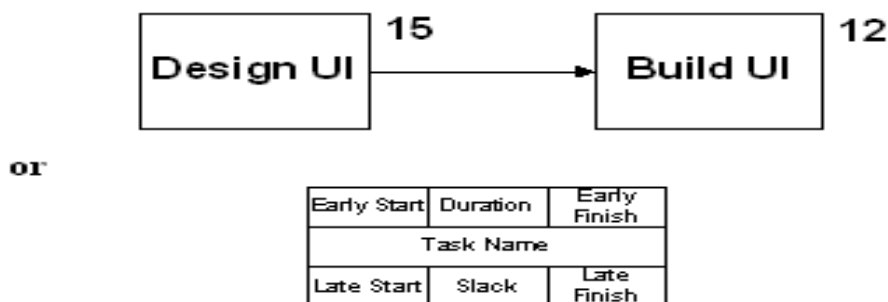 15
12
Design UI
Build UI
or
Early Start Duration Early Finish
Task Name
Late Start Slack Late Finish